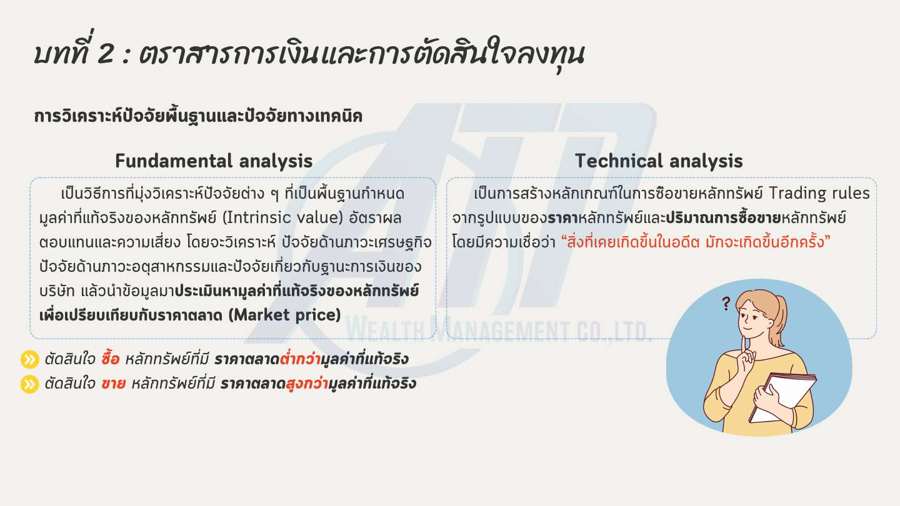 บทที่ 2 : ตราสารการเงินและการตัดสินใจลงทุน
การวิเคราะห์ปัจจัยพื้นฐานและปัจจัยทางเทคนิค
Fundamental analysis
เป็นวิธีการที่มุ่งวิเคราะห์ปัจจัยต่าง ๆ ที่เป็นพื้นฐานกำหนด
มูลค่าที่แท้จริงของหลักทรัพย์ (Intrinsic value) อัตราผล
ตอบแทนและความเสี่ยง โดยจะวิเคราะห์ ปัจจัยด้านภาวะเศรษฐกิจ
ปัจจัยด้านภาวะอุตสาหกรรมและปัจจัยเกี่ยวกับฐานะการเงินของ
บริษัท แล้วนำข้อมูลมาประเมินหามูลค่าที่แท้จริงของหลักทรัพย์
เพื่อเปรียบเทียบกับราคาตลาด (Market price)
ตัดสินใจ ซื้อ หลักทรัพย์ที่มี ราคาตลาดต่ำกว่ามูลค่าที่แท้จริง
ตัดสินใจ ขาย หลักทรัพย์ที่มี ราคาตลาดสูงกว่ามูลค่าที่แท้จริง
Technical analysis
เป็นการสร้างหลักเกณฑ์ในการซื้อขายหลักทรัพย์ Trading rules
จากรูปแบบของราคาหลักทรัพย์และปริมาณการซื้อขายหลักทรัพย์
โดยมีความเชื่อว่า “สิ่งที่เคยเกิดขึ้นในอดีต มักจะเกิดขึ้นอีกครั้ง”
?
ATP
WEALTH MANAGEMENT CO.,LTD.